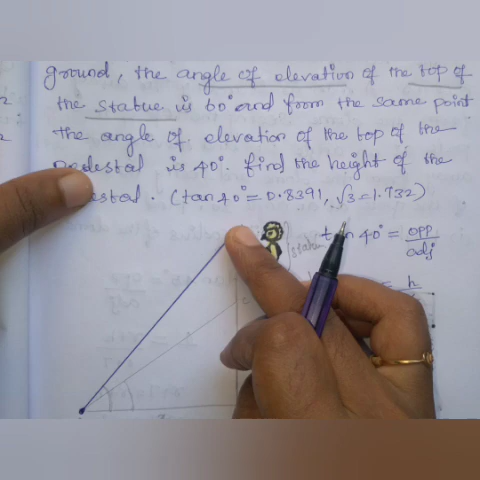 ground, the angle of elevation of the top of
the statue is 60° and from the same point
the angle of elevation of the top of the
is 40°. find the height of the
(tan 40° = 0.8391, √3 = 1.732)
statue
40° = opp/adj
= h
c